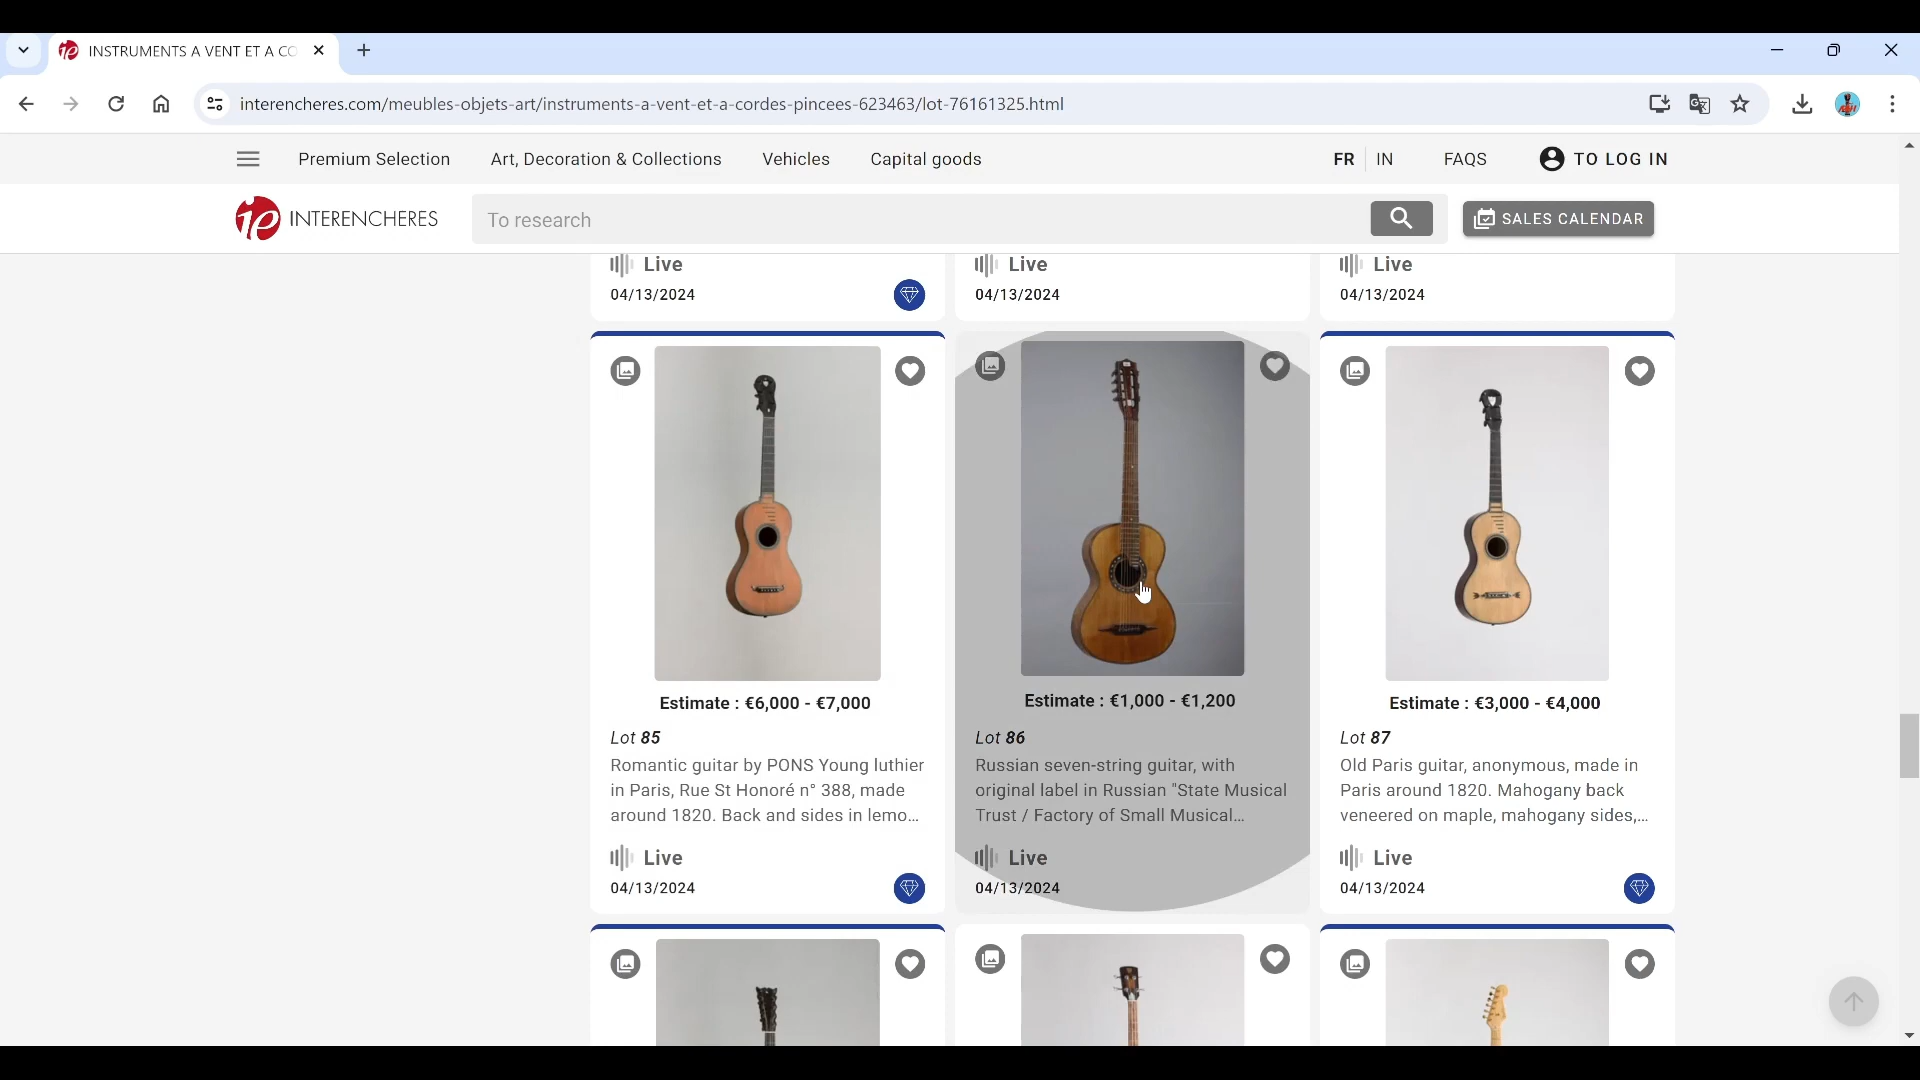 INSTRUMENTS A VENT ET A CO
interencheres.com/meubles-objets-art/instruments-a-vent-et-a-cordes-pincees-623463/lot-76161325.html
Premium Selection Art, Decoration & Collections Vehicles Capital goods FR IN FAQS TO LOG IN
INTERENCHERES To research SALES CALENDAR
Live Live Live
04/13/2024 04/13/2024 04/13/2024
Estimate : €6,000 - €7,000
Lot 85
Romantic guitar by PONS Young luthier
in Paris, Rue St Honoré n° 388, made
around 1820. Back and sides in lemo...
Live
04/13/2024
Estimate : €1,000 - €1,200
Lot 86
Russian seven-string guitar, with
original label in Russian "State Musical
Trust / Factory of Small Musical...
Live
04/13/2024
Estimate : €3,000 - €4,000
Lot 87
Old Paris guitar, anonymous, made in
Paris around 1820. Mahogany back
veneered on maple, mahogany sides,...
Live
04/13/2024